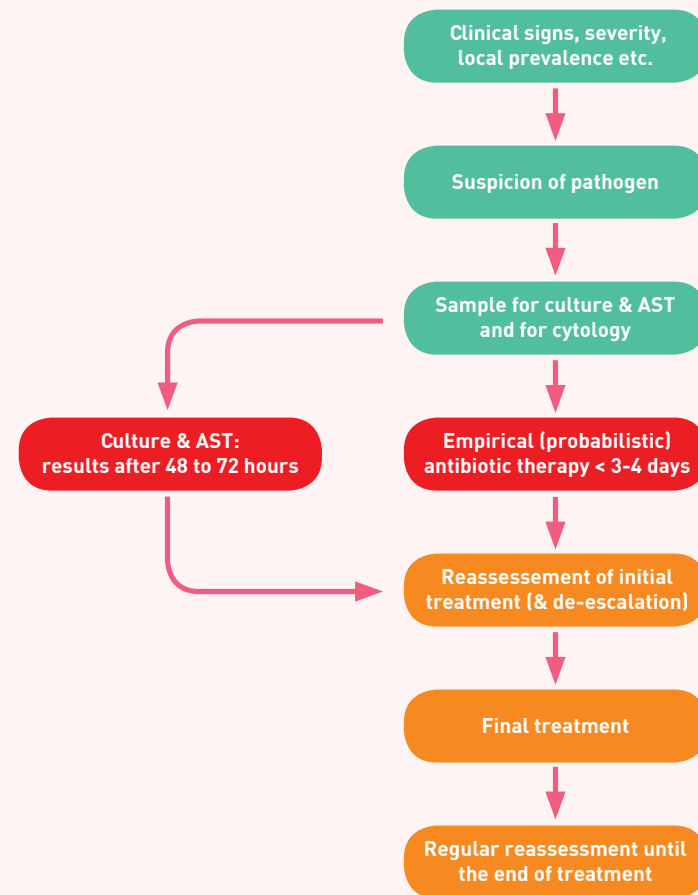 Clinical signs, severity,
local prevalence etc.
Suspicion of pathogen
Sample for culture & AST
and for cytology
Culture & AST:
results after 48 to 72 hours
Empirical (probabilistic)
antibiotic therapy < 3-4 days
Reassessement of initial
treatment (& de-escalation)
Final treatment
Regular reassessment until
the end of treatment